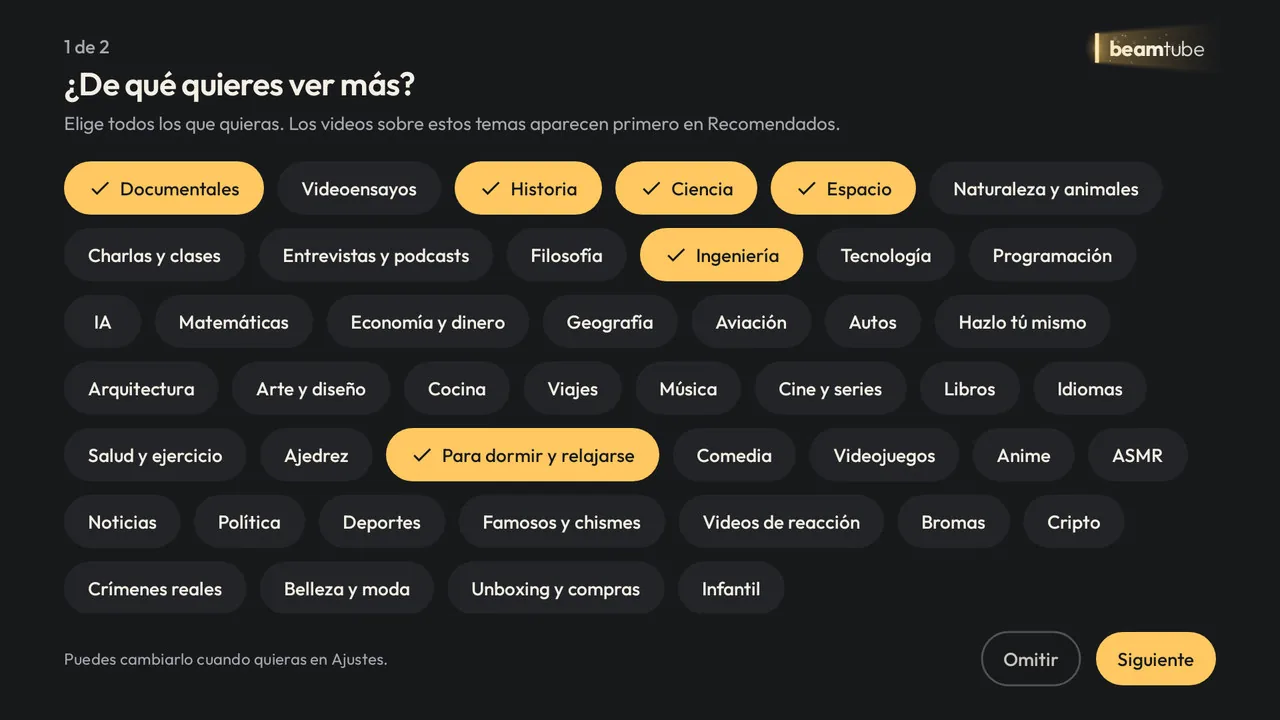 1 de 2
beamtube
¿De qué quieres ver más?
Elige todos los que quieras. Los videos sobre estos temas aparecen primero en Recomendados.
Documentales Videoensayos Historia Ciencia Espacio Naturaleza y animales
Charlas y clases Entrevistas y podcasts Filosofía Ingeniería Tecnología Programación
IA Matemáticas Economía y dinero Geografía Aviación Autos Hazlo tú mismo
Arquitectura Arte y diseño Cocina Viajes Música Cine y series Libros Idiomas
Salud y ejercicio Ajedrez Para dormir y relajarse Comedia Videojuegos Anime ASMR
Noticias Política Deportes Famosos y chismes Videos de reacción Bromas Cripto
Crímenes reales Belleza y moda Unboxing y compras Infantil
Puedes cambiarlo cuando quieras en Ajustes.
Omitir Siguiente